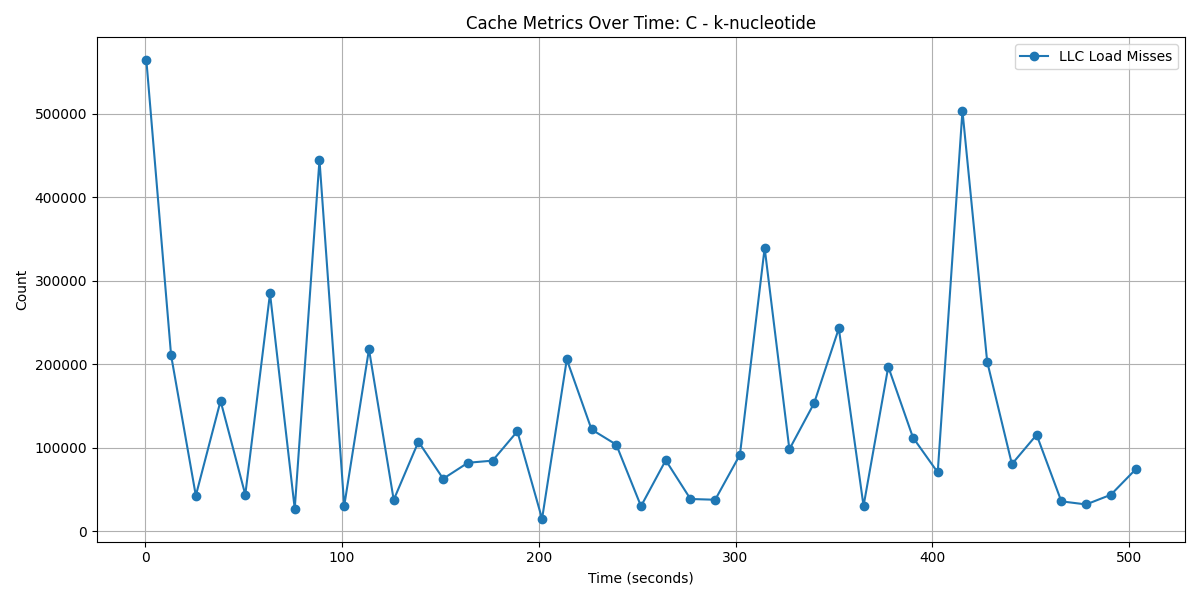 Cache Metrics Over Time: C - k-nucleotide
LLC Load Misses
500000
400000
300000
200000
100000
0
Count
0 100 200 300 400 500
Time (seconds)